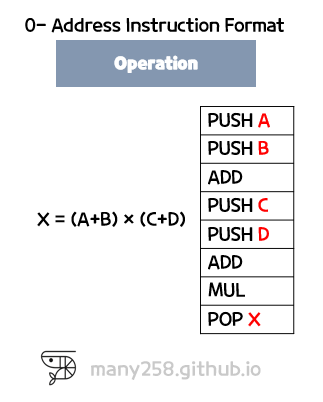 0- Address Instruction Format
Operation
PUSH A
PUSH B
ADD
PUSH C
X = (A+B) × (C+D)
PUSH D
ADD
MUL
POP X
many258.github.io